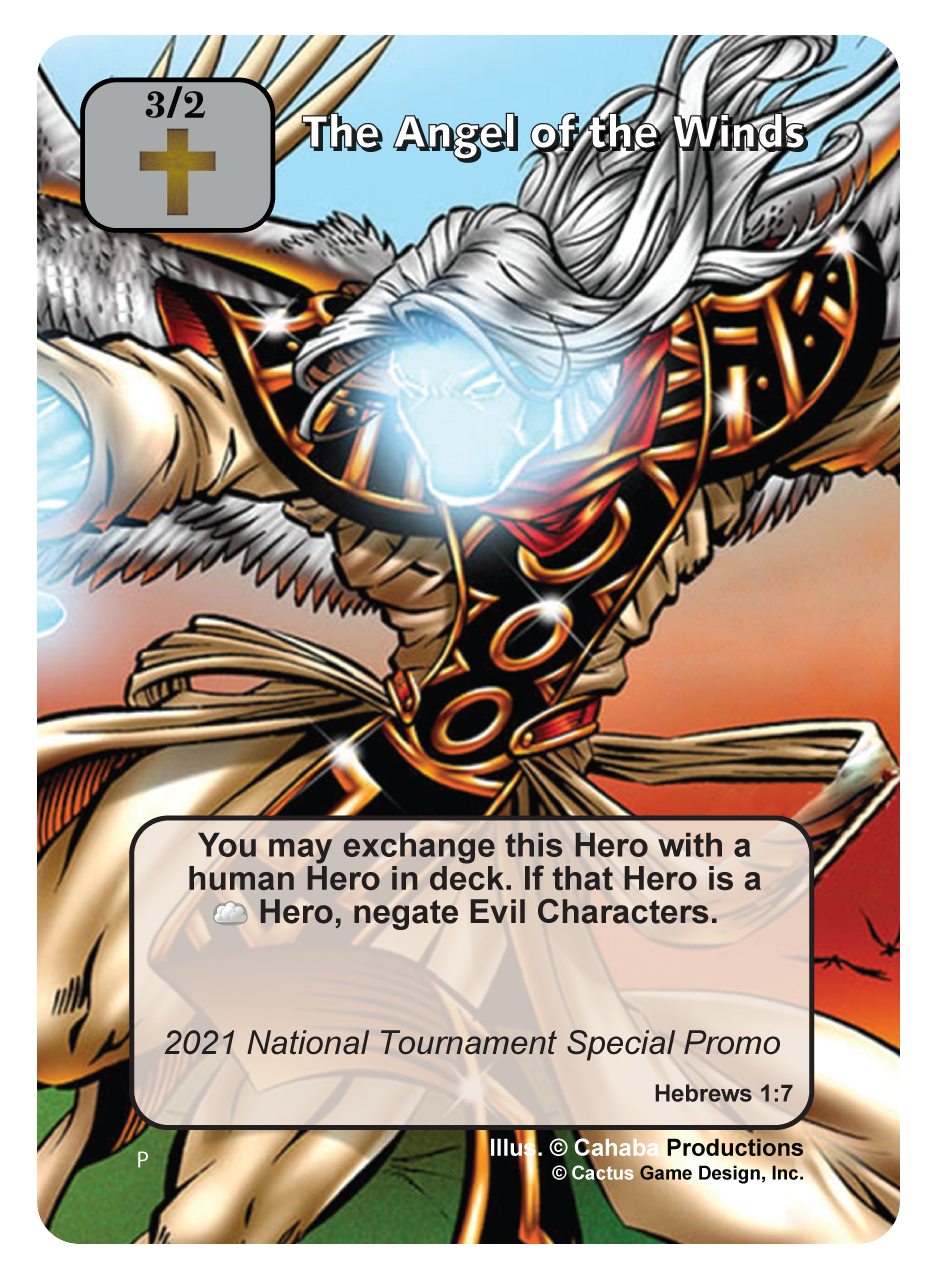 3/2
The Angel of the Winds
You may exchange this Hero with a
human Hero in deck. If that Hero is a
Hero, negate Evil Characters.
2021 National Tournament Special Promo
Hebrews 1:7
Illus. © Cahaba Productions
P
© Cactus Game Design, Inc.